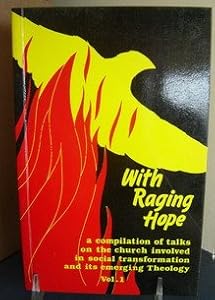 With
Raging
Hope
a compilation of talks
on the church involved
in social transformation
and its emerging Theology
Vol. 1